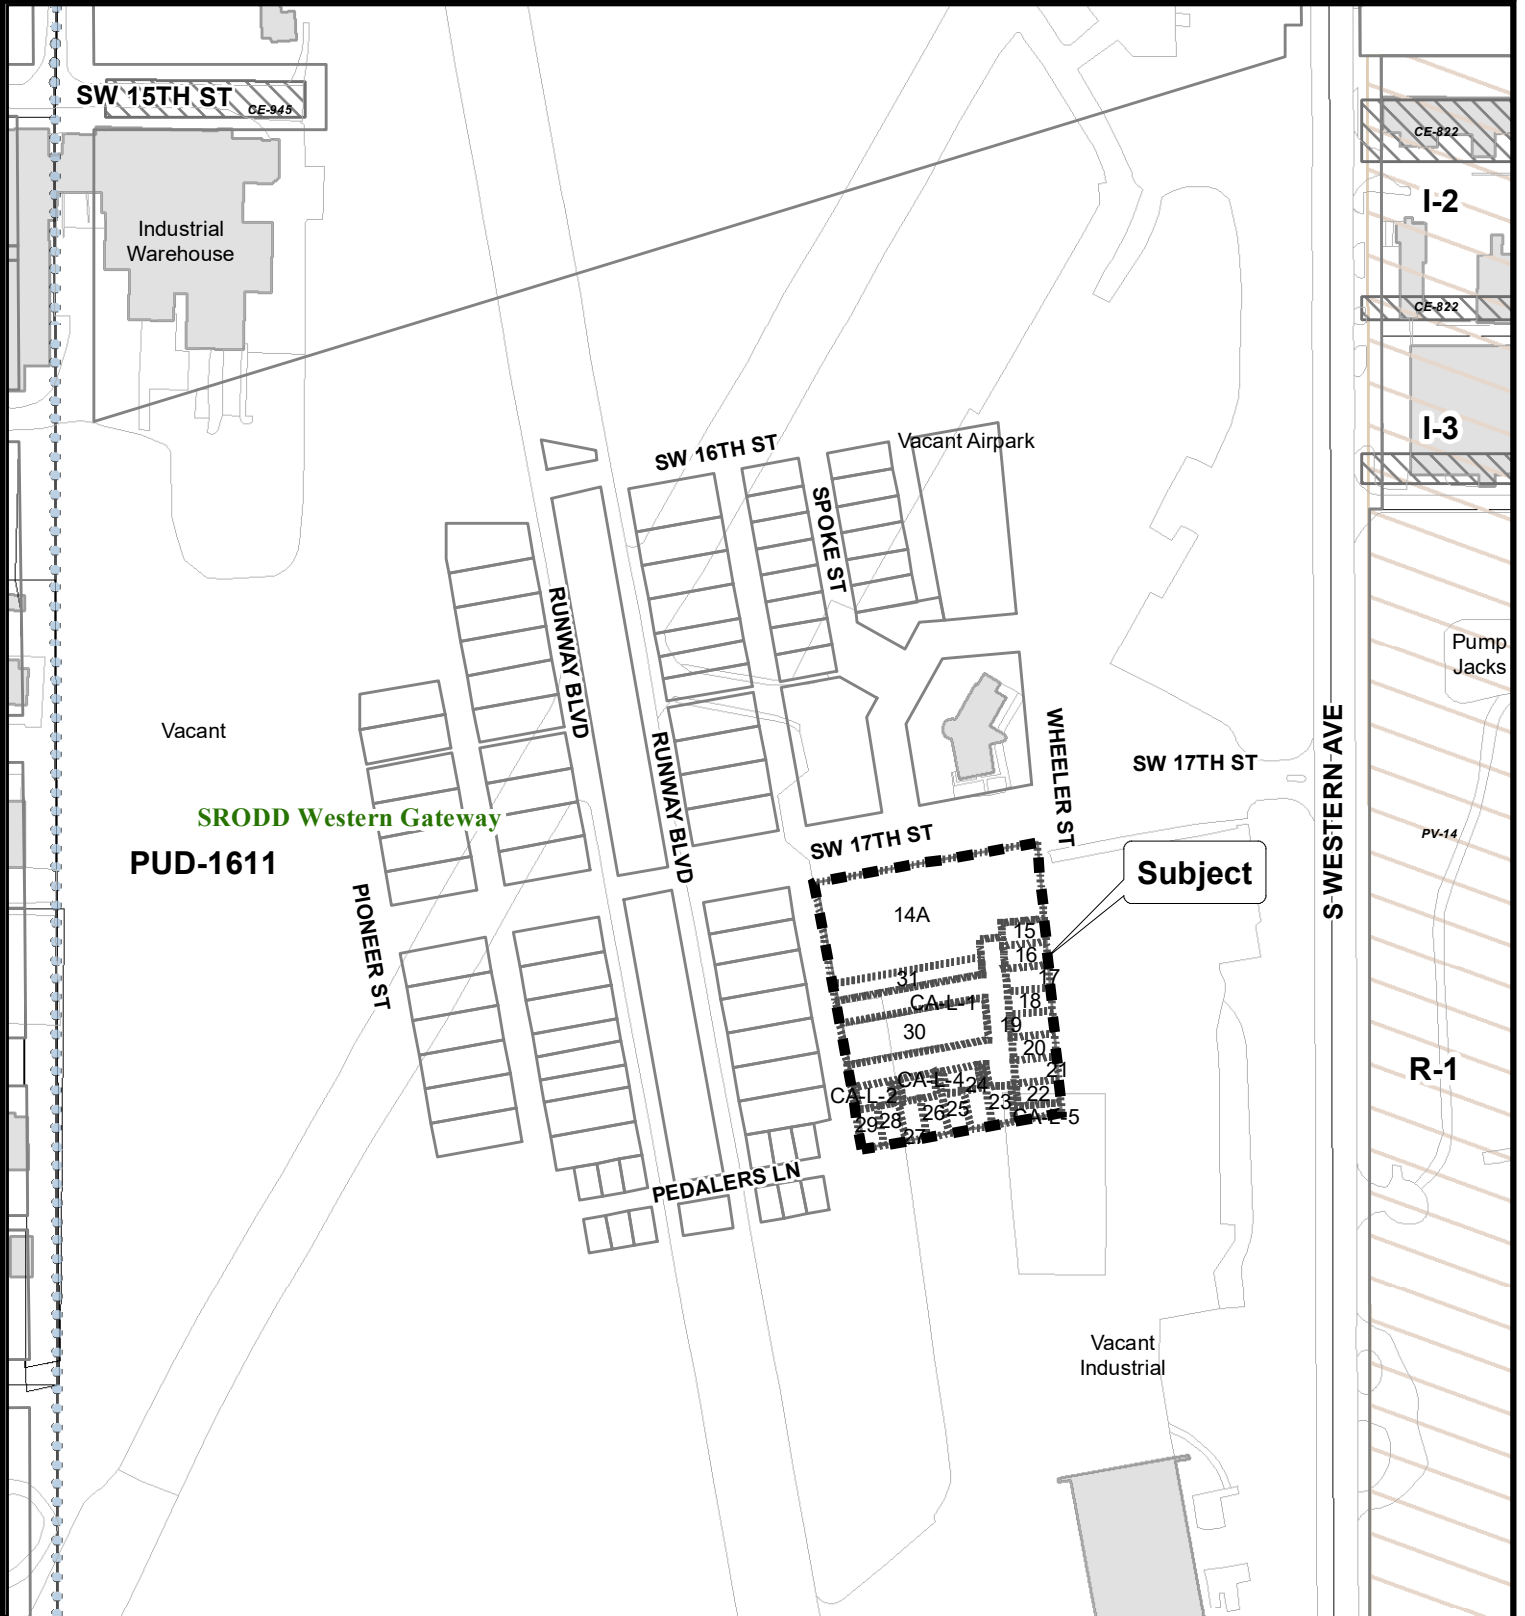 SW 15TH ST
CE-945
CE-822
I-2
Industrial
Warehouse
CE-822
I-3
SW 16TH ST
Vacant Airpark
SPOKE ST
RUNWAY BLVD
Pump
Jacks
Vacant
WHEELER ST
RUNWAY BLVD
SW 17TH ST
S WESTERN AVE
SRODD Western Gateway
PV-14
PUD-1611
SW 17TH ST
Subject
PIONEER ST
14A
15
16
31
17
CA-L-1
18
30
19
20
R-1
21
CA-L-4
24
CA-L-2
22
23
25
26
CA-L-5
28
29
27
PEDALERS LN
Vacant
Industrial